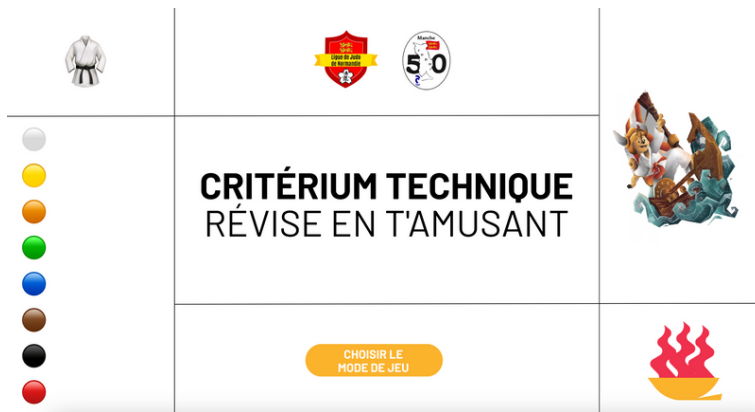 Ligue de Judo
de Normandie
Manche
50
CRITÉRIUM TECHNIQUE
RÉVISE EN T'AMUSANT
CHOISIR LE
MODE DE JEU